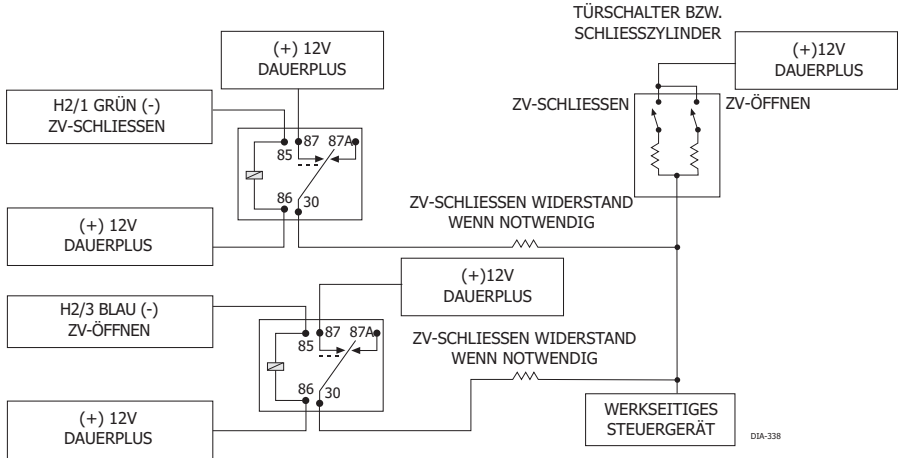 TÜRSCHALTER BZW.
SCHLIESSZYLINDER
(+) 12V
DAUERPLUS
(+)12V
DAUERPLUS
H2/1 GRÜN (-)
ZV-SCHLIESSEN
ZV-SCHLIESSEN
ZV-ÖFFNEN
85
87
87A
86
30
(+) 12V
DAUERPLUS
ZV-SCHLIESSEN WIDERSTAND
WENN NOTWENDIG
(+)12V
DAUERPLUS
H2/3 BLAU (-)
ZV-ÖFFNEN
85
87
87A
86
30
ZV-SCHLIESSEN WIDERSTAND
WENN NOTWENDIG
(+) 12V
DAUERPLUS
WERKSEITIGES
STEUERGERÄT
DIA-338